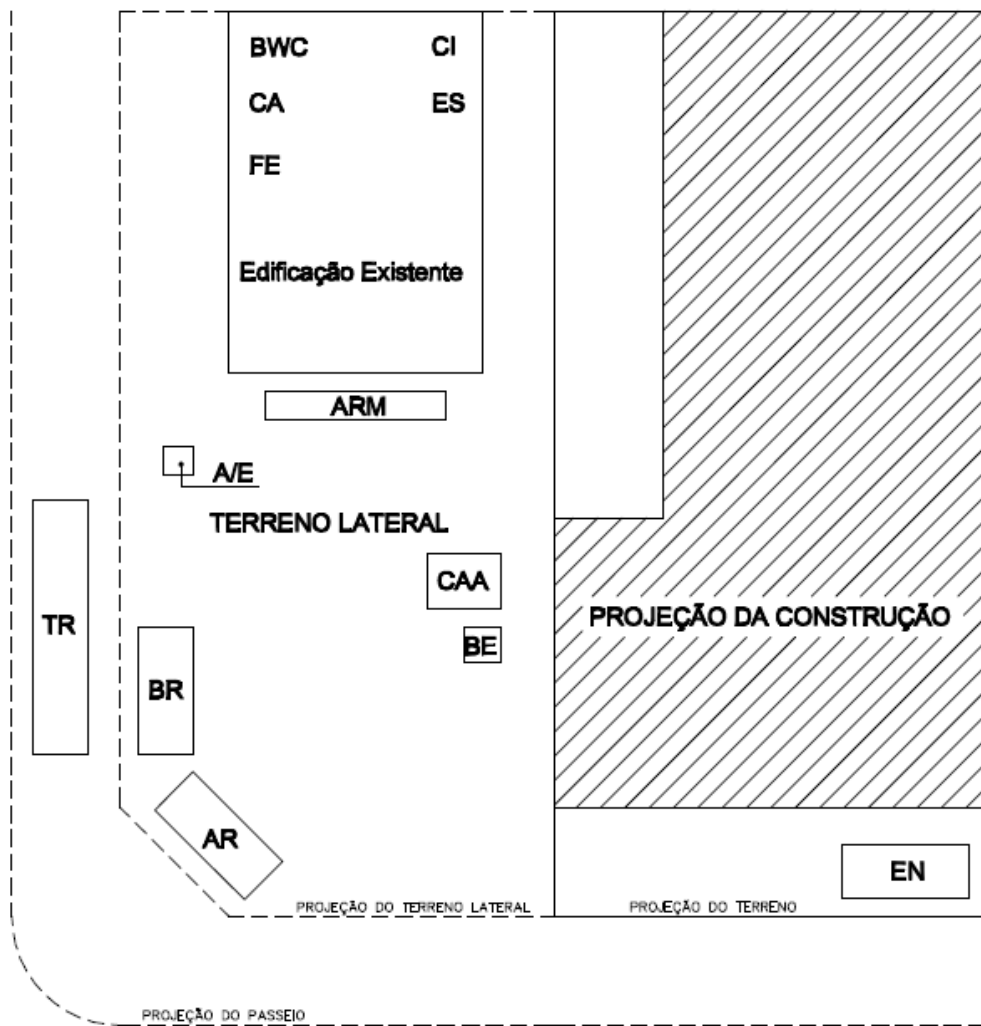 BWC CI
CA ES
FE
Edificação Existente
ARM
A/E
TERRENO LATERAL
CAA
PROJEÇÃO DA CONSTRUÇÃO
TR
BE
BR
AR
EN
PROJEÇÃO DO TERRENO LATERAL
PROJEÇÃO DO TERRENO
PROJEÇÃO DO PASSEIO